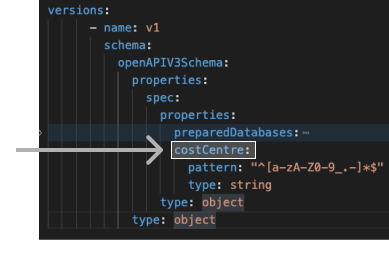 versions:
- name: v1
schema:
openAPIV3Schema:
properties:
spec:
properties:
preparedDatabases:⋯
costCentre:
pattern: "^[a-zA-Z0-9_.-]*$"
type: string
type: object
type: object